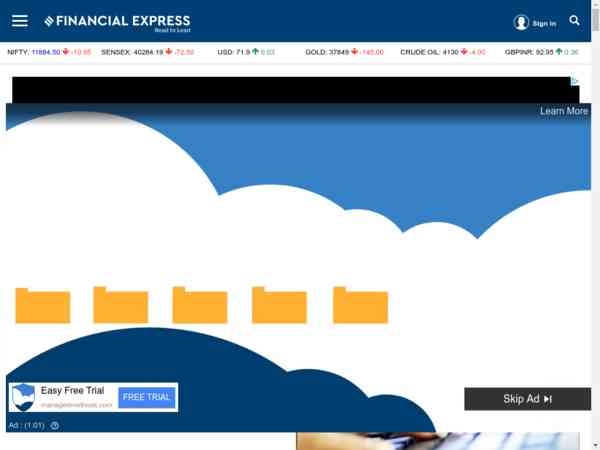 FINANCIAL EXPRESS
Read to Lead
Sign In
NIFTY: 11884.50 -10.95 SENSEX: 40284.19 -72.50 USD: 71.9 0.03 GOLD: 37849 -145.00 CRUDE OIL: 4130 -4.00 GBPINR: 92.95 0.36
Learn More
Easy Free Trial
FREE TRIAL
Skip Ad
Ad : (1:01)